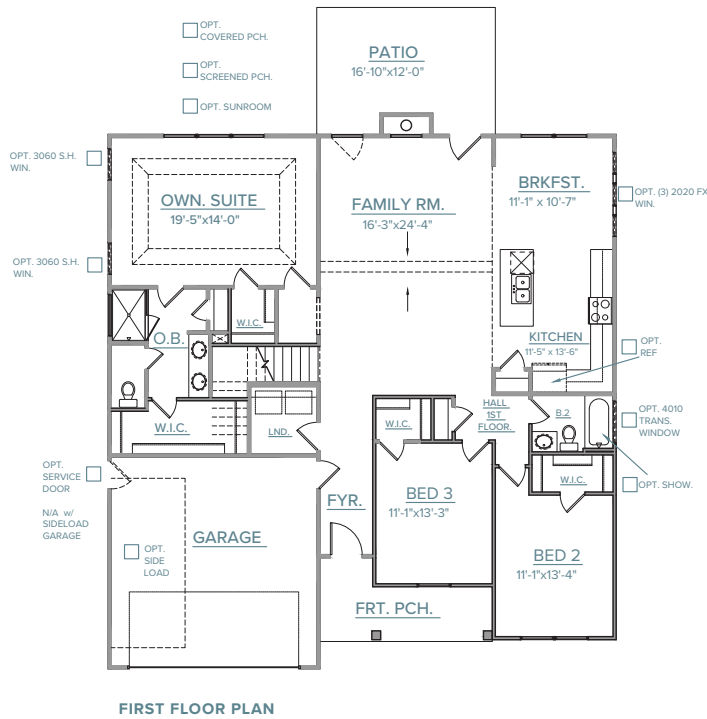 OPT.
COVERED PCH.
OPT.
SCREENED PCH.
OPT. SUNROOM
PATIO
16'-10"x12'-0"
OPT. 3060 S.H.
WIN.
OWN. SUITE
19'-5"x14'-0"
FAMILY RM.
16'-3"x24'-4"
BRKFST.
11'-1" x 10'-7"
OPT. (3) 2020 FX
WIN.
OPT. 3060 S.H.
WIN.
W.I.C.
O.B.
KITCHEN
11'-5" x 13'-6"
OPT.
REF
W.I.C.
LND.
W.I.C.
HALL
1ST
FLOOR.
B.2
OPT. 4010
TRANS.
WINDOW
OPT.
SERVICE
DOOR
N/A w/
SIDELOAD
GARAGE
W.I.C.
OPT. SHOW.
FYR.
BED 3
11'-1"x13'-3"
GARAGE
OPT.
SIDE
LOAD
BED 2
11'-1"x13'-4"
FRT. PCH.
FIRST FLOOR PLAN